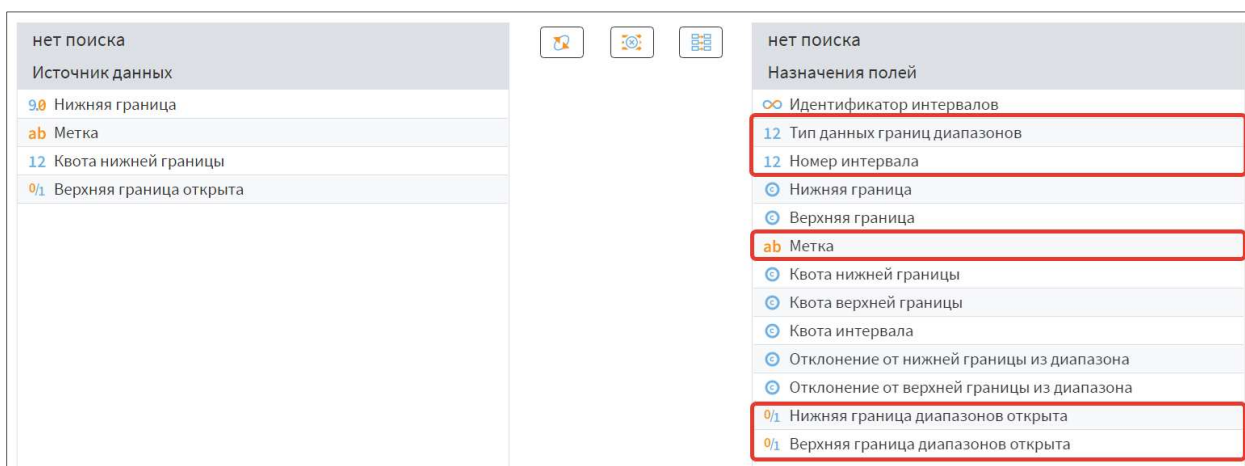 нет поиска
Источник данных
9.0 Нижняя граница
ab Метка
12 Квота нижней границы
0/1 Верхняя граница открыта
нет поиска
Назначения полей
Идентификатор интервалов
12 Тип данных границ диапазонов
12 Номер интервала
Нижняя граница
Верхняя граница
ab Метка
Квота нижней границы
Квота верхней границы
Квота интервала
Отклонение от нижней границы из диапазона
Отклонение от верхней границы из диапазона
0/1 Нижняя граница диапазонов открыта
0/1 Верхняя граница диапазонов открыта